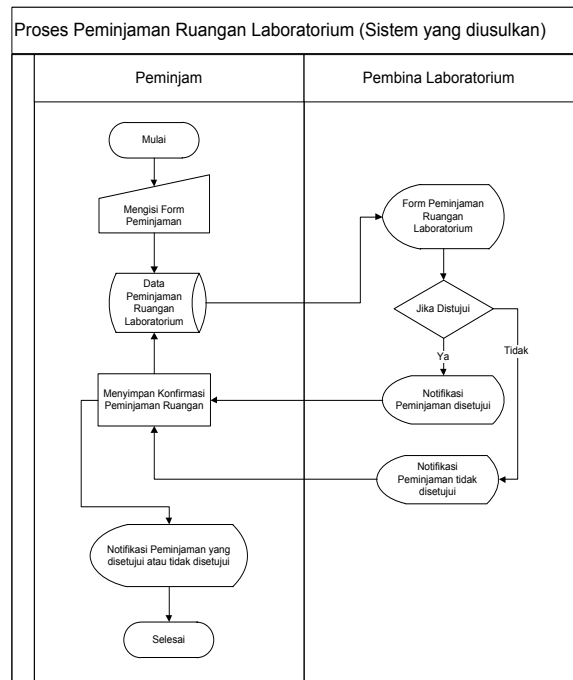 Proses Peminjaman Ruangan Laboratorium (Sistem yang diusulkan)
Peminjam
Pembina Laboratorium
Mulai
Mengisi Form
Peminjaman
Data
Peminjaman
Ruangan
Laboratorium
Form Peminjaman
Ruangan
Laboratorium
Jika Distujui
Ya
Tidak
Menyimpan Konfirmasi
Peminjaman Ruangan
Notifikasi
Peminjaman disetujui
Notifikasi
Peminjaman tidak
disetujui
Notifikasi Peminjaman yang
disetujui atau tidak disetujui
Selesai